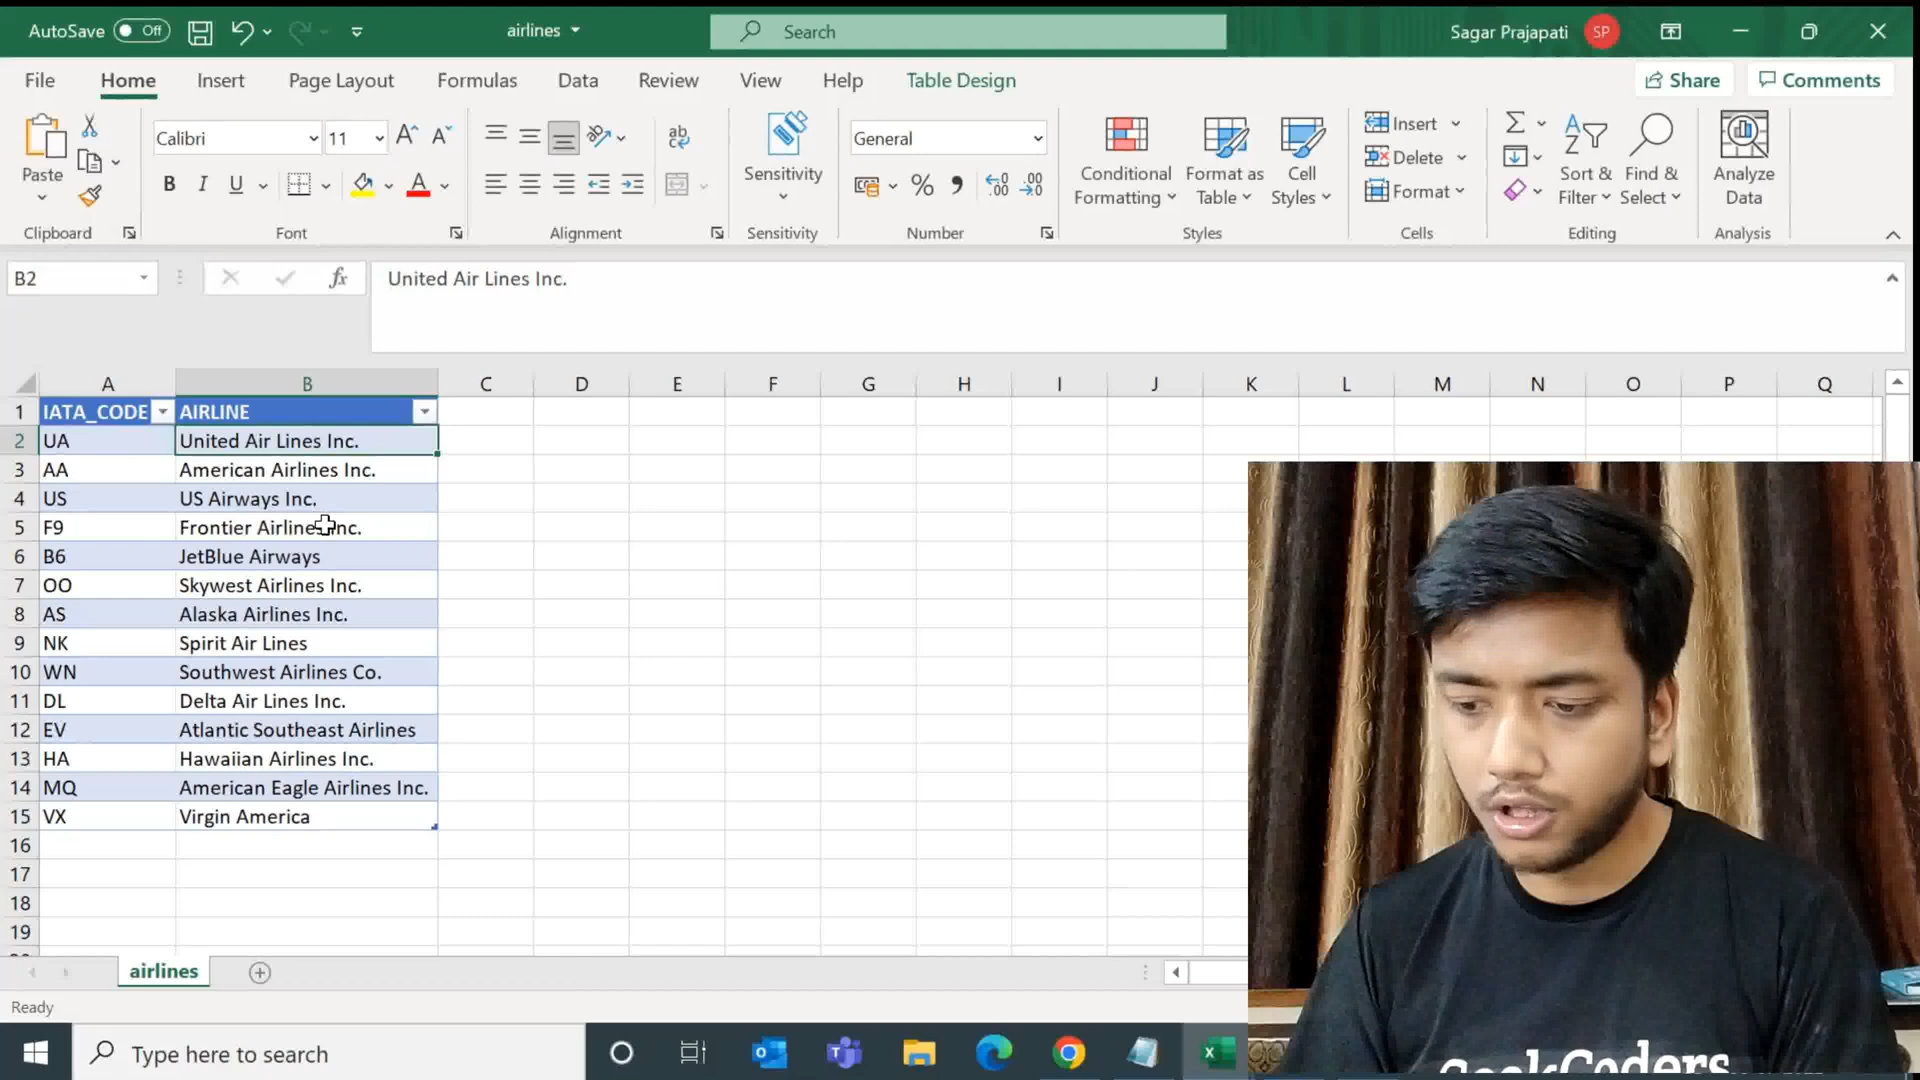 AutoSave Off
airlines
Search
Sagar Prajapati SP
File Home Insert Page Layout Formulas Data Review View Help Table Design
Share Comments
Calibri 11
General
Paste
Sensitivity
Conditional Formatting
Format as Table
Cell Styles
Insert
Delete
Format
Sort & Filter
Find & Select
Analyze Data
Clipboard Font Alignment Sensitivity Number Styles Cells Editing Analysis
B2 fx United Air Lines Inc.
A B C D E F G H I J K L M N O P Q
1 IATA_CODE AIRLINE
2 UA United Air Lines Inc.
3 AA American Airlines Inc.
4 US US Airways Inc.
5 F9 Frontier Airlines Inc.
6 B6 JetBlue Airways
7 OO Skywest Airlines Inc.
8 AS Alaska Airlines Inc.
9 NK Spirit Air Lines
10 WN Southwest Airlines Co.
11 DL Delta Air Lines Inc.
12 EV Atlantic Southeast Airlines
13 HA Hawaiian Airlines Inc.
14 MQ American Eagle Airlines Inc.
15 VX Virgin America
16
17
18
19
airlines
Ready
Type here to search
GeekCoders